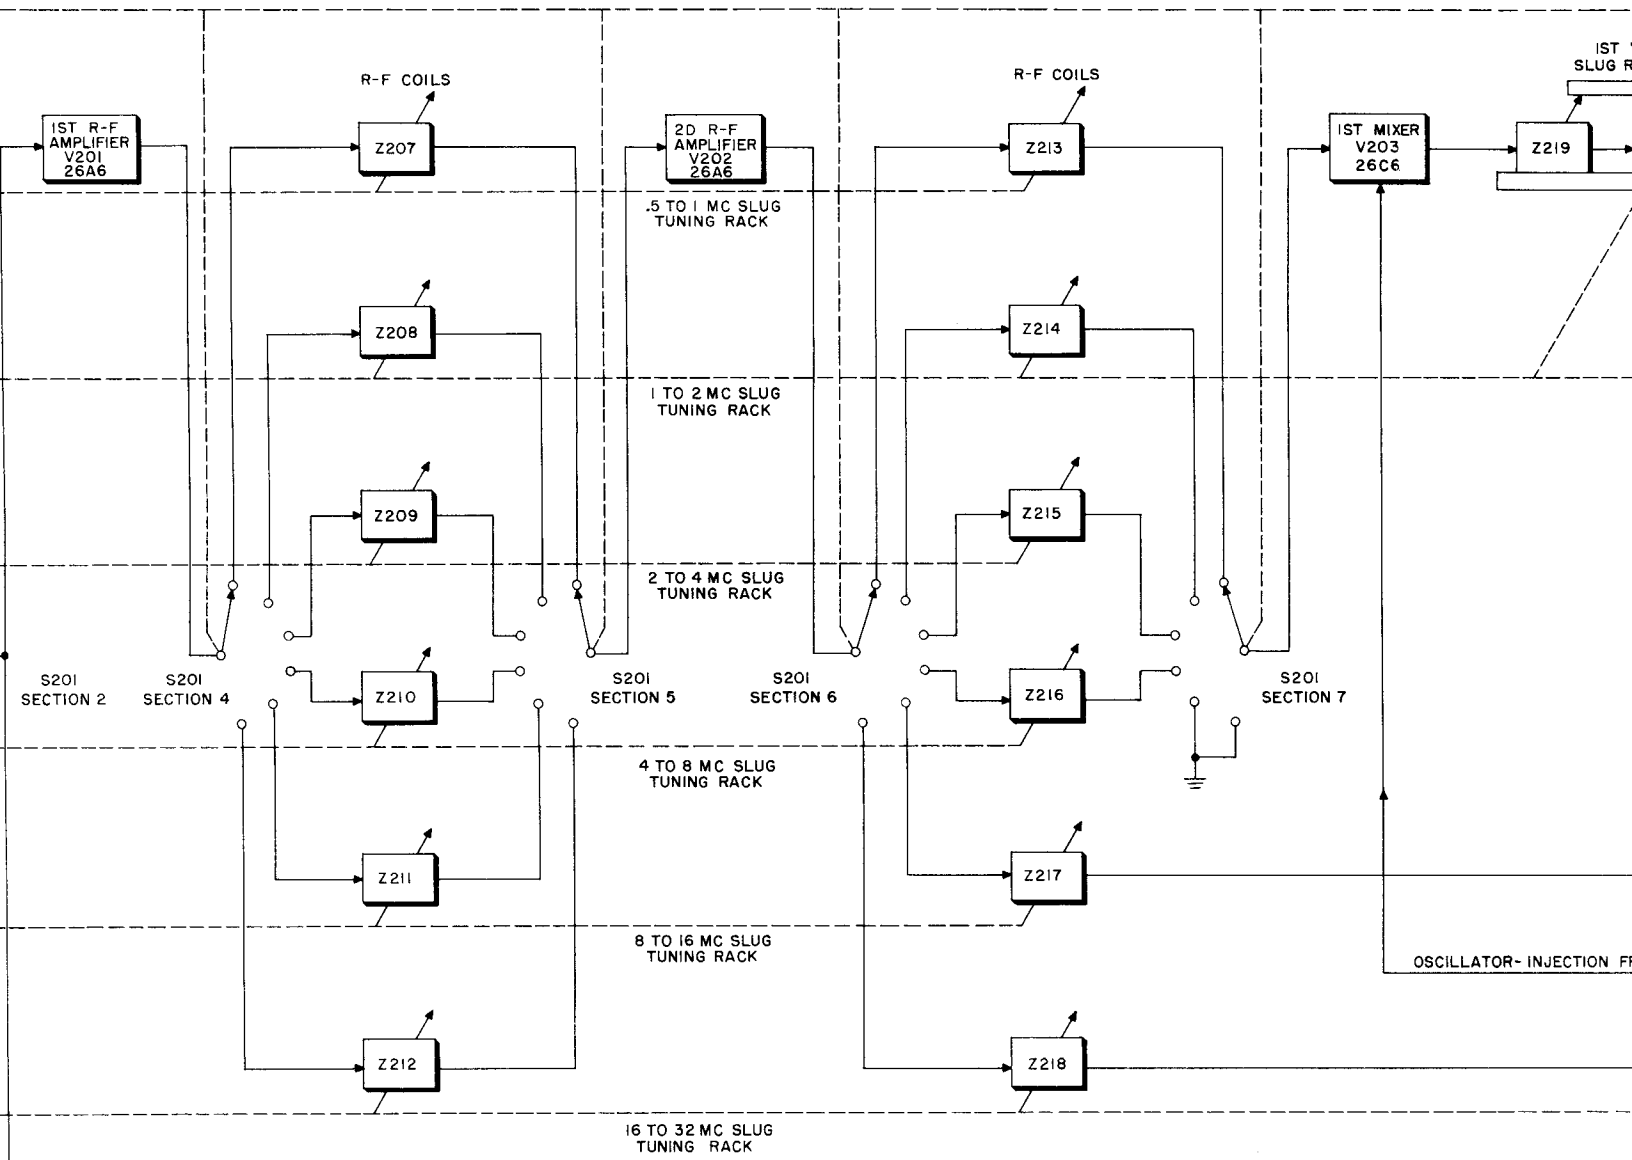 R-F COILS
R-F COILS
1ST
SLUG
1ST R-F
AMPLIFIER
V201
26A6
Z207
2D R-F
AMPLIFIER
V202
26A6
Z213
1ST MIXER
V203
26C6
Z219
.5 TO 1 MC SLUG
TUNING RACK
Z208
Z214
1 TO 2 MC SLUG
TUNING RACK
Z209
Z215
2 TO 4 MC SLUG
TUNING RACK
S201
SECTION 2
S201
SECTION 4
Z210
S201
SECTION 5
S201
SECTION 6
Z216
S201
SECTION 7
4 TO 8 MC SLUG
TUNING RACK
Z211
Z217
8 TO 16 MC SLUG
TUNING RACK
OSCILLATOR-INJECTION
Z212
Z218
16 TO 32 MC SLUG
TUNING RACK